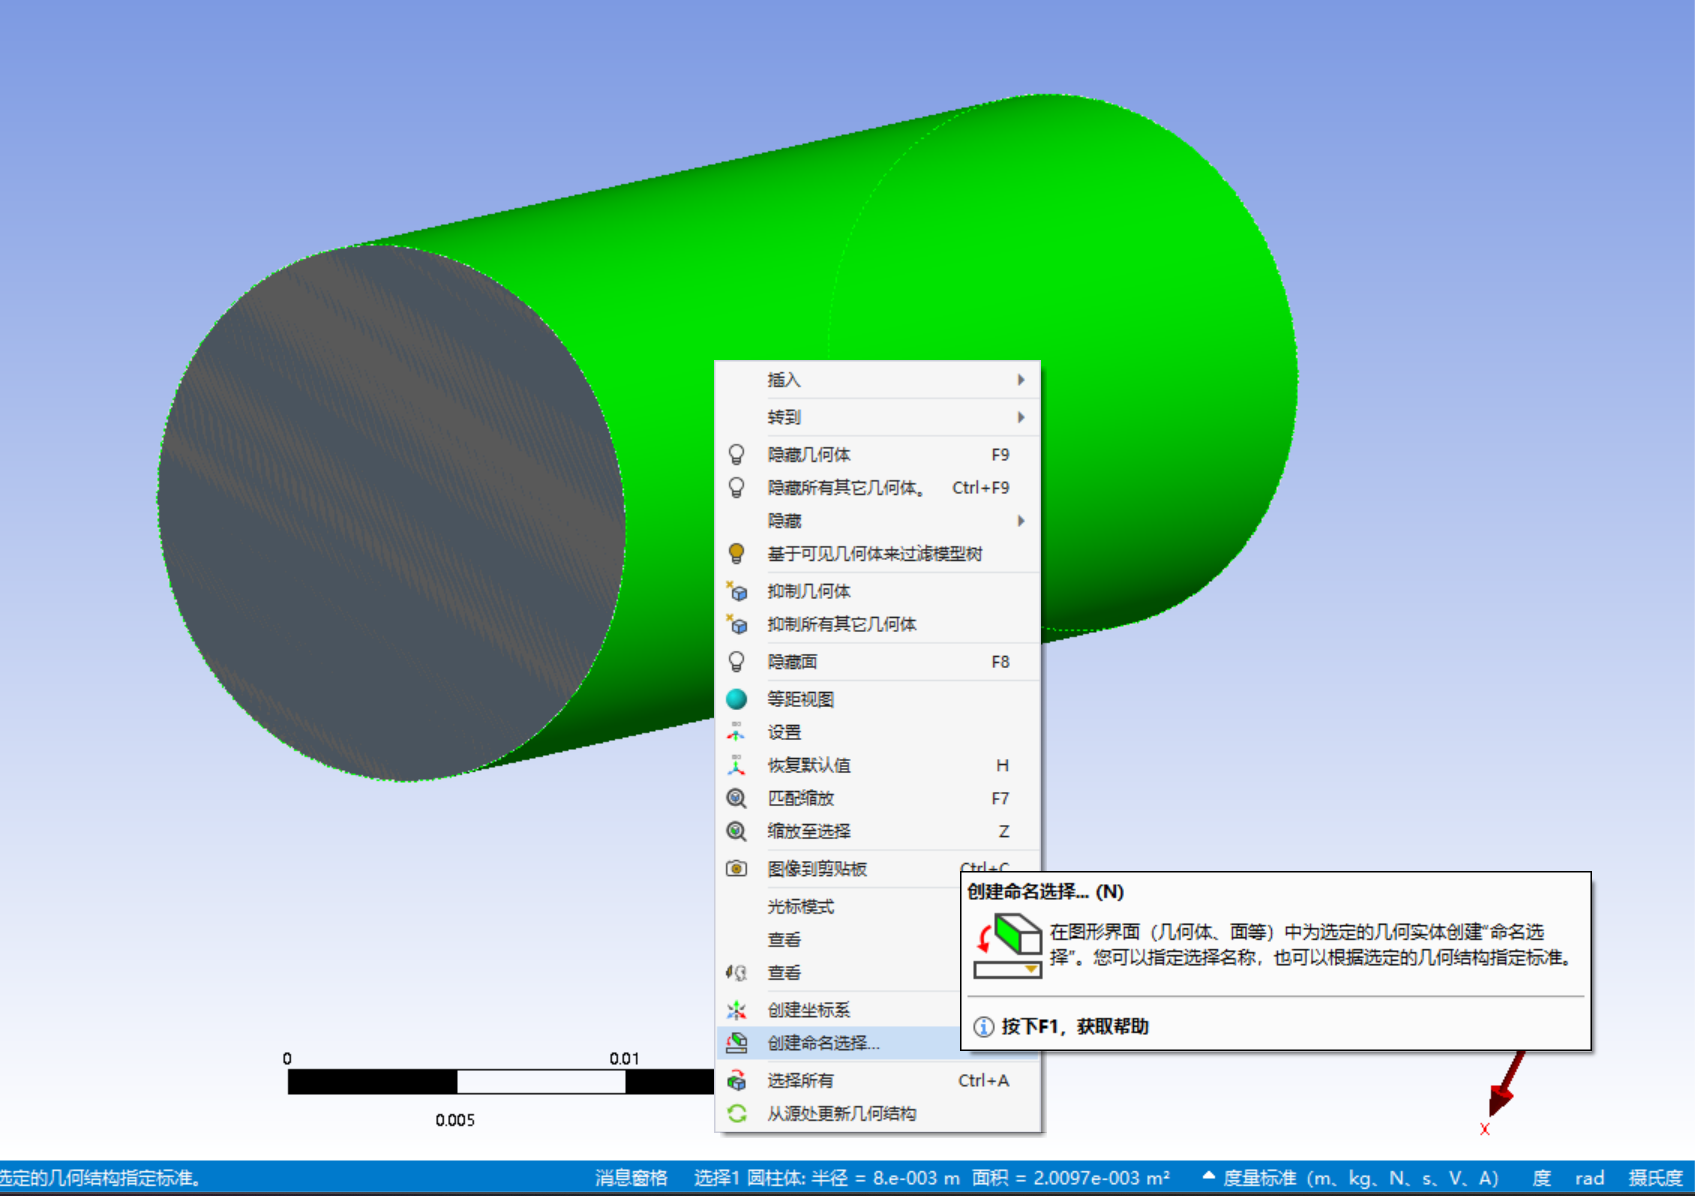 插入
转到
隐藏几何体 F9
隐藏所有其它几何体。 Ctrl+F9
隐藏
基于可见几何体来过滤模型树
抑制几何体
抑制所有其它几何体
隐藏面 F8
等距视图
设置
恢复默认值 H
匹配缩放 F7
缩放至选择 Z
图像到剪贴板 Ctrl+C
光标模式
查看
查看
创建坐标系
创建命名选择...
选择所有 Ctrl+A
从源处更新几何结构
创建命名选择... (N)
在图形界面（几何体、面等）中为选定的几何实体创建“命名选
择”。您可以指定选择名称，也可以根据选定的几何结构指定标准。
按下F1，获取帮助
0 0.01
0.005
X
选定的几何结构指定标准。 消息窗格 选择1 圆柱体: 半径 = 8.e-003 m 面积 = 2.0097e-003 m² 度量标准（m、kg、N、s、V、A） 度 rad 摄氏度